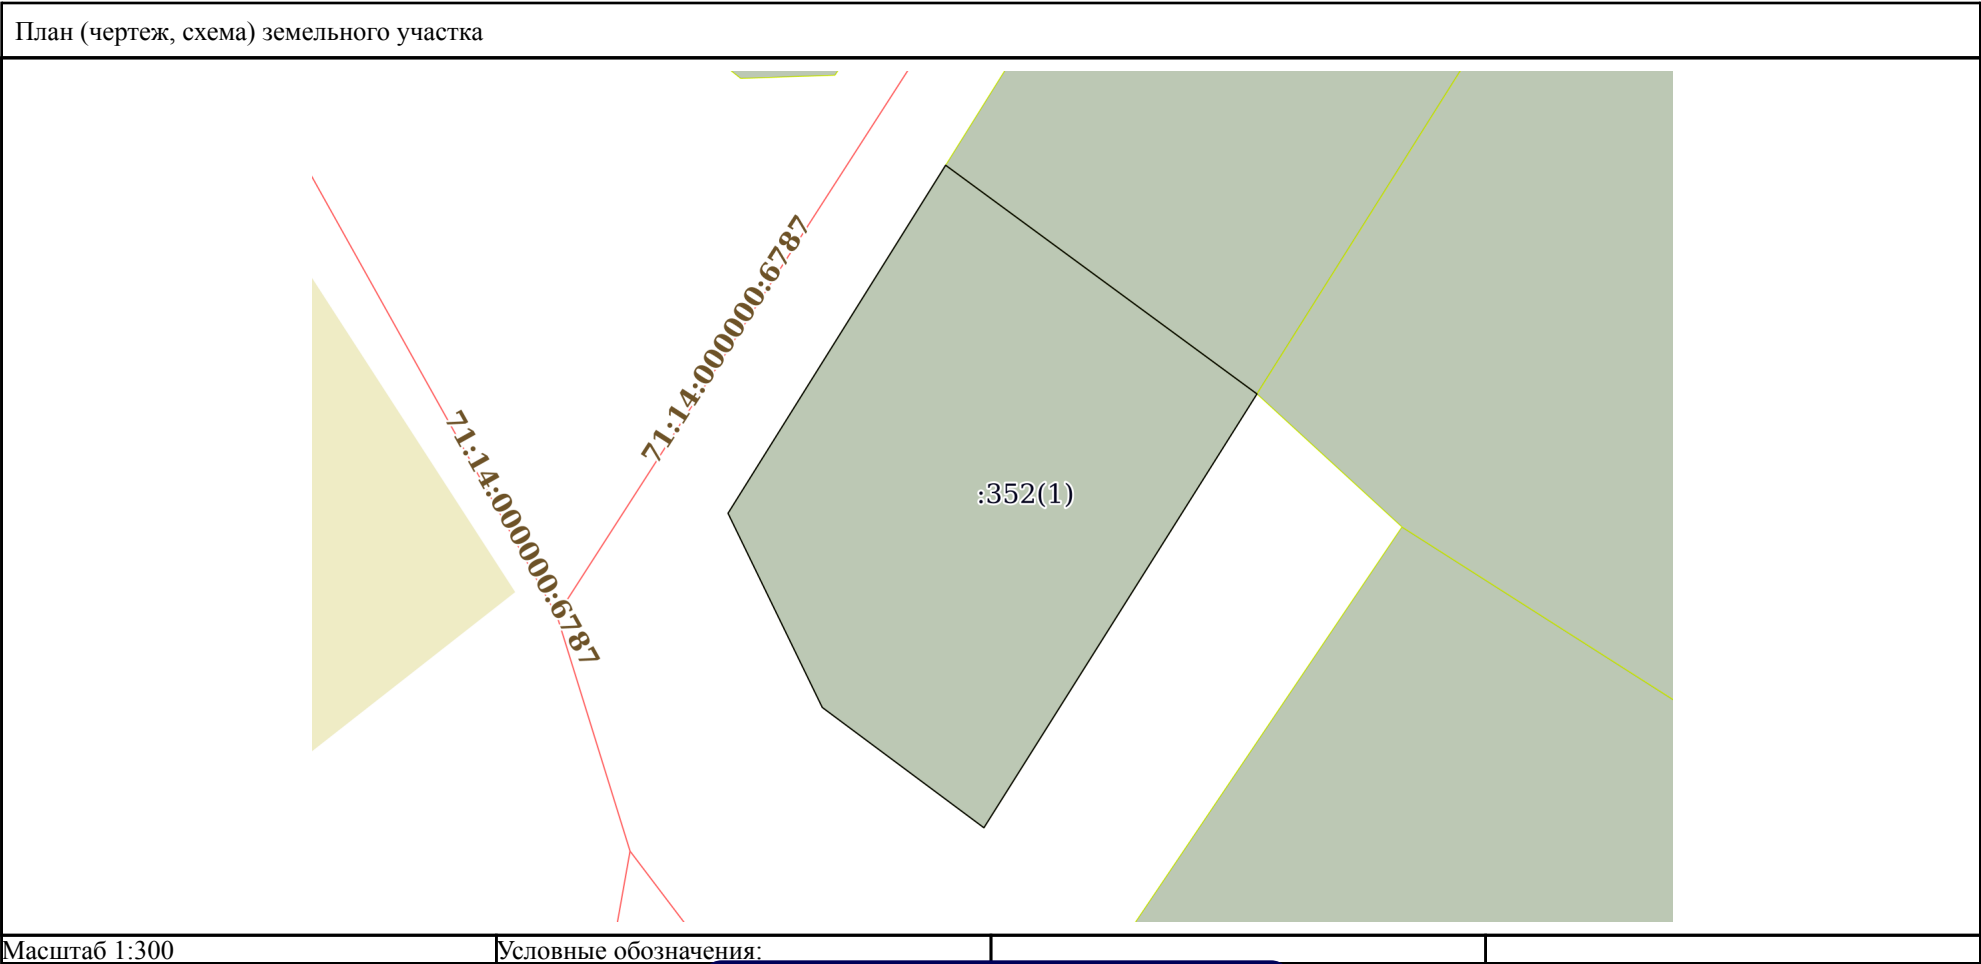 План (чертеж, схема) земельного участка
71:14:000000:6787
71:14:000000:6787
:352(1)
Масштаб 1:300
Условные обозначения: